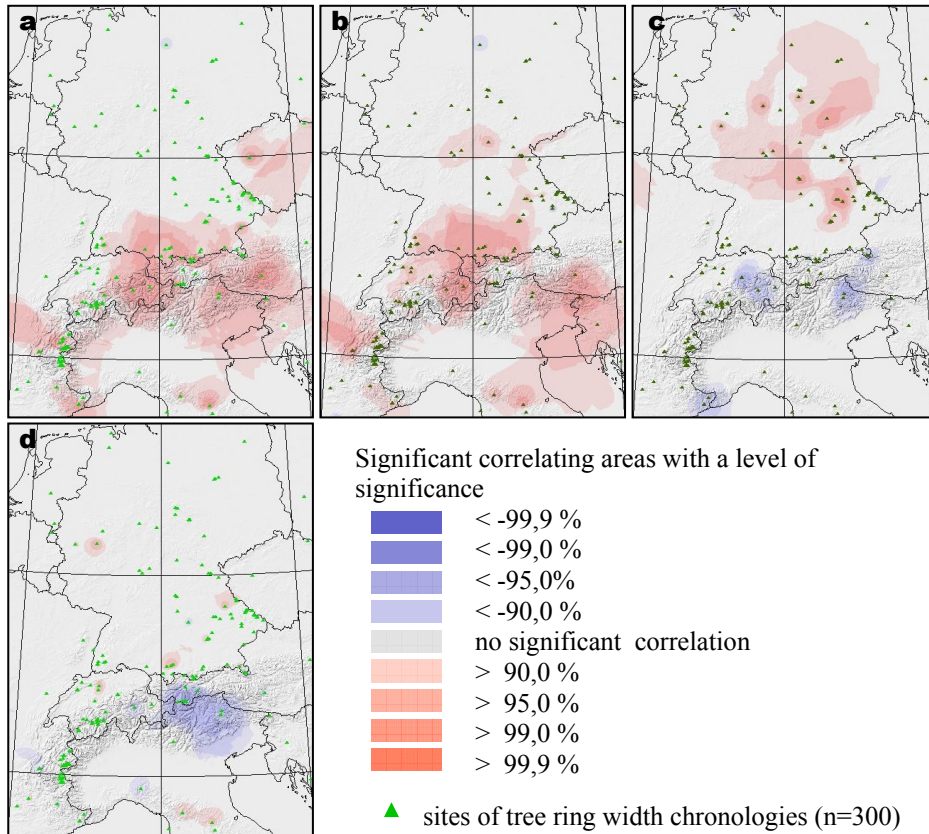 a
b
c
d
Significant correlating areas with a level of
significance
< -99,9 %
< -99,0 %
< -95,0%
< -90,0 %
no significant correlation
> 90,0 %
> 95,0 %
> 99,0 %
> 99,9 %
sites of tree ring width chronologies (n=300)